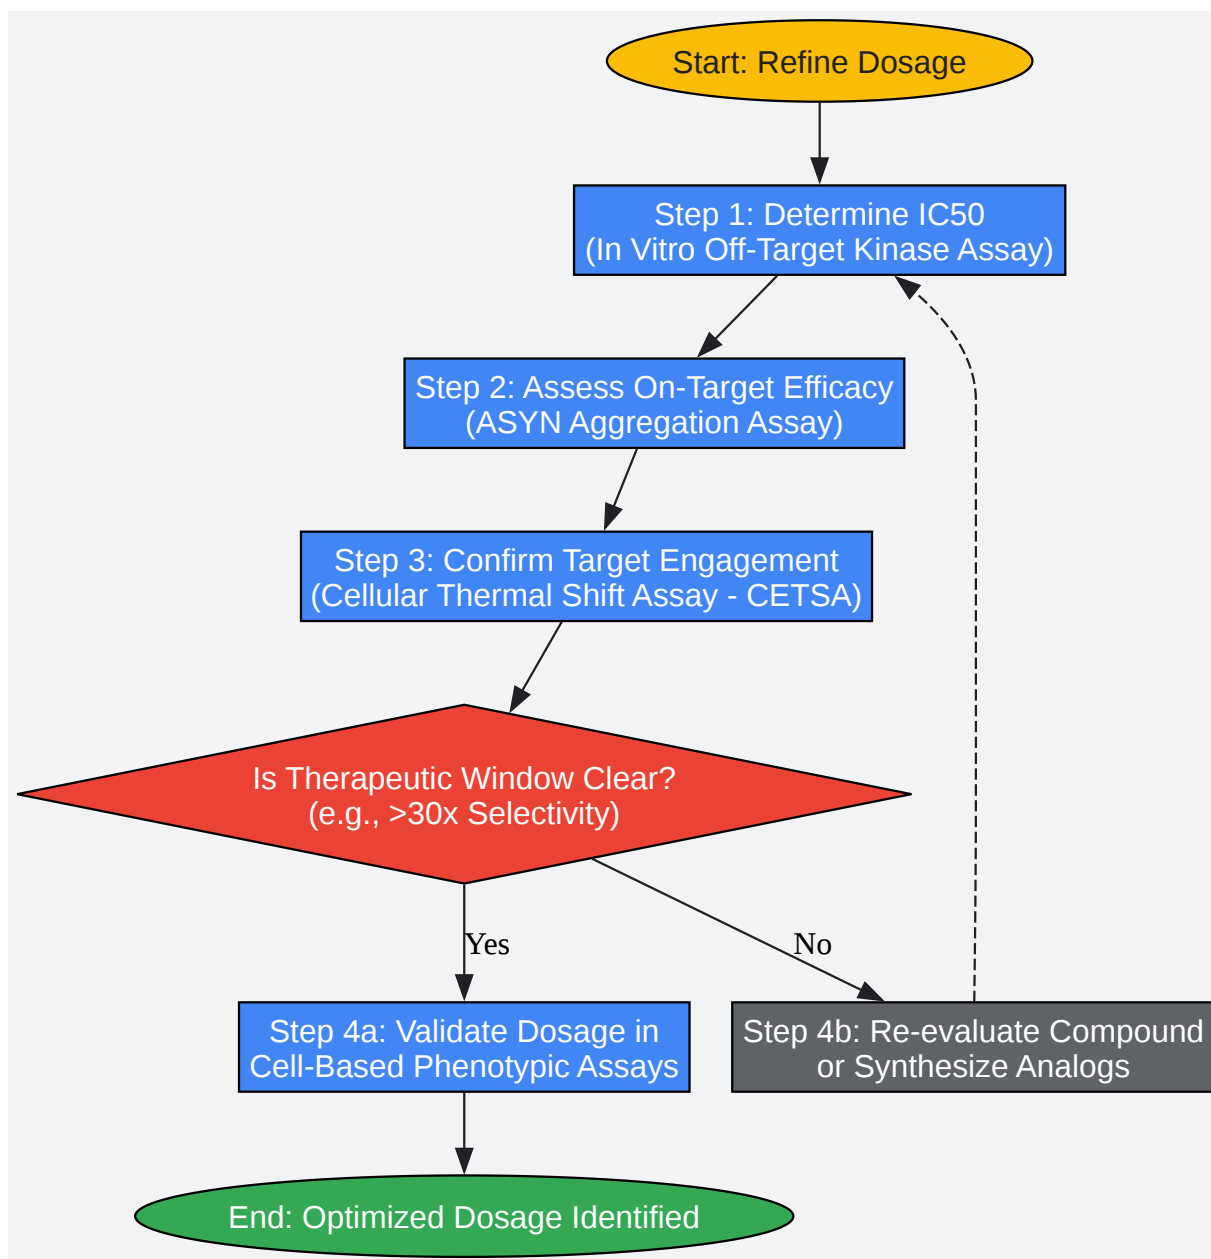 Start: Refine Dosage
Step 1: Determine IC50
(In Vitro Off-Target Kinase Assay)
Step 2: Assess On-Target Efficacy
(ASYN Aggregation Assay)
Step 3: Confirm Target Engagement
(Cellular Thermal Shift Assay - CETSA)
Is Therapeutic Window Clear?
(e.g., >30x Selectivity)
Yes
No
Step 4a: Validate Dosage in
Cell-Based Phenotypic Assays
Step 4b: Re-evaluate Compound
or Synthesize Analogs
End: Optimized Dosage Identified